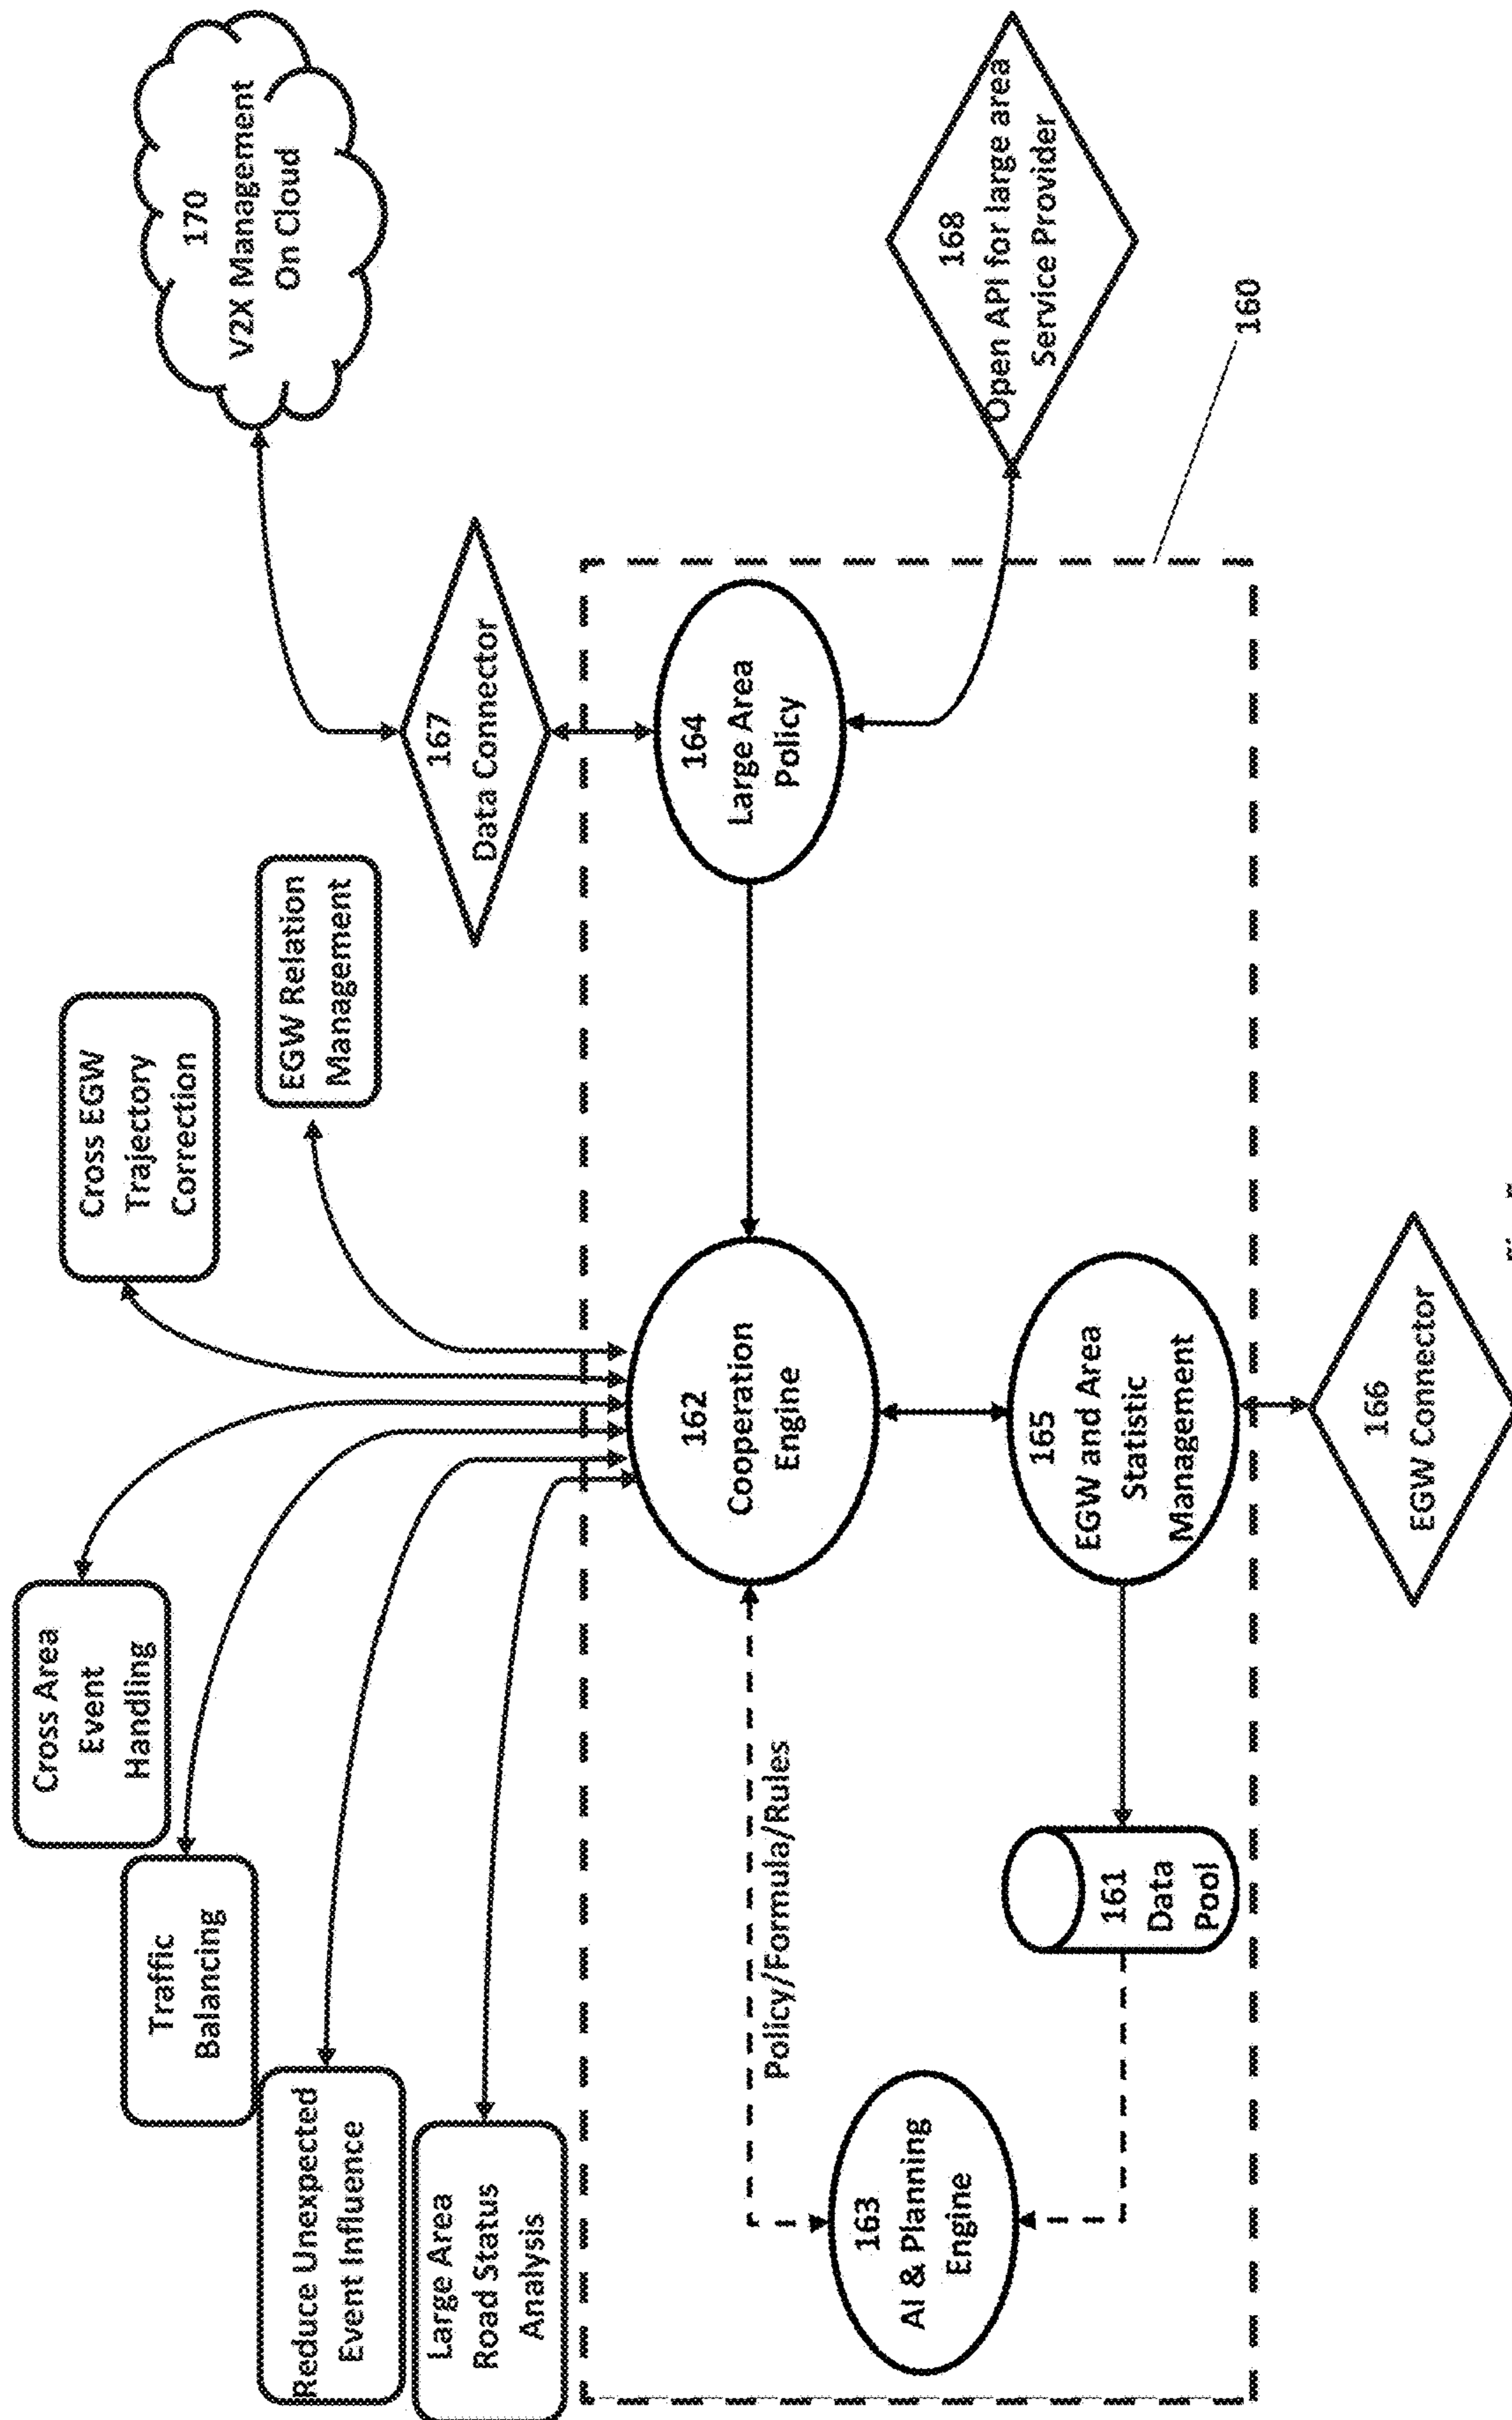 Cross Area
Event
Handling
Cross EGW
Trajectory
Correction
170
V2X Management
On Cloud
Traffic
Balancing
EGW Relation
Management
Reduce Unexpected
Event Influence
Large Area
Road Status
Analysis
167
Data Connector
162
Cooperation
Engine
164
Large Area
Policy
Policy/Formula/Rules
163
AI & Planning
Engine
168
Open API for large area
Service Provider
165
EGW and Area
Statistic
Management
161
Data
Pool
160
166
EGW Connector